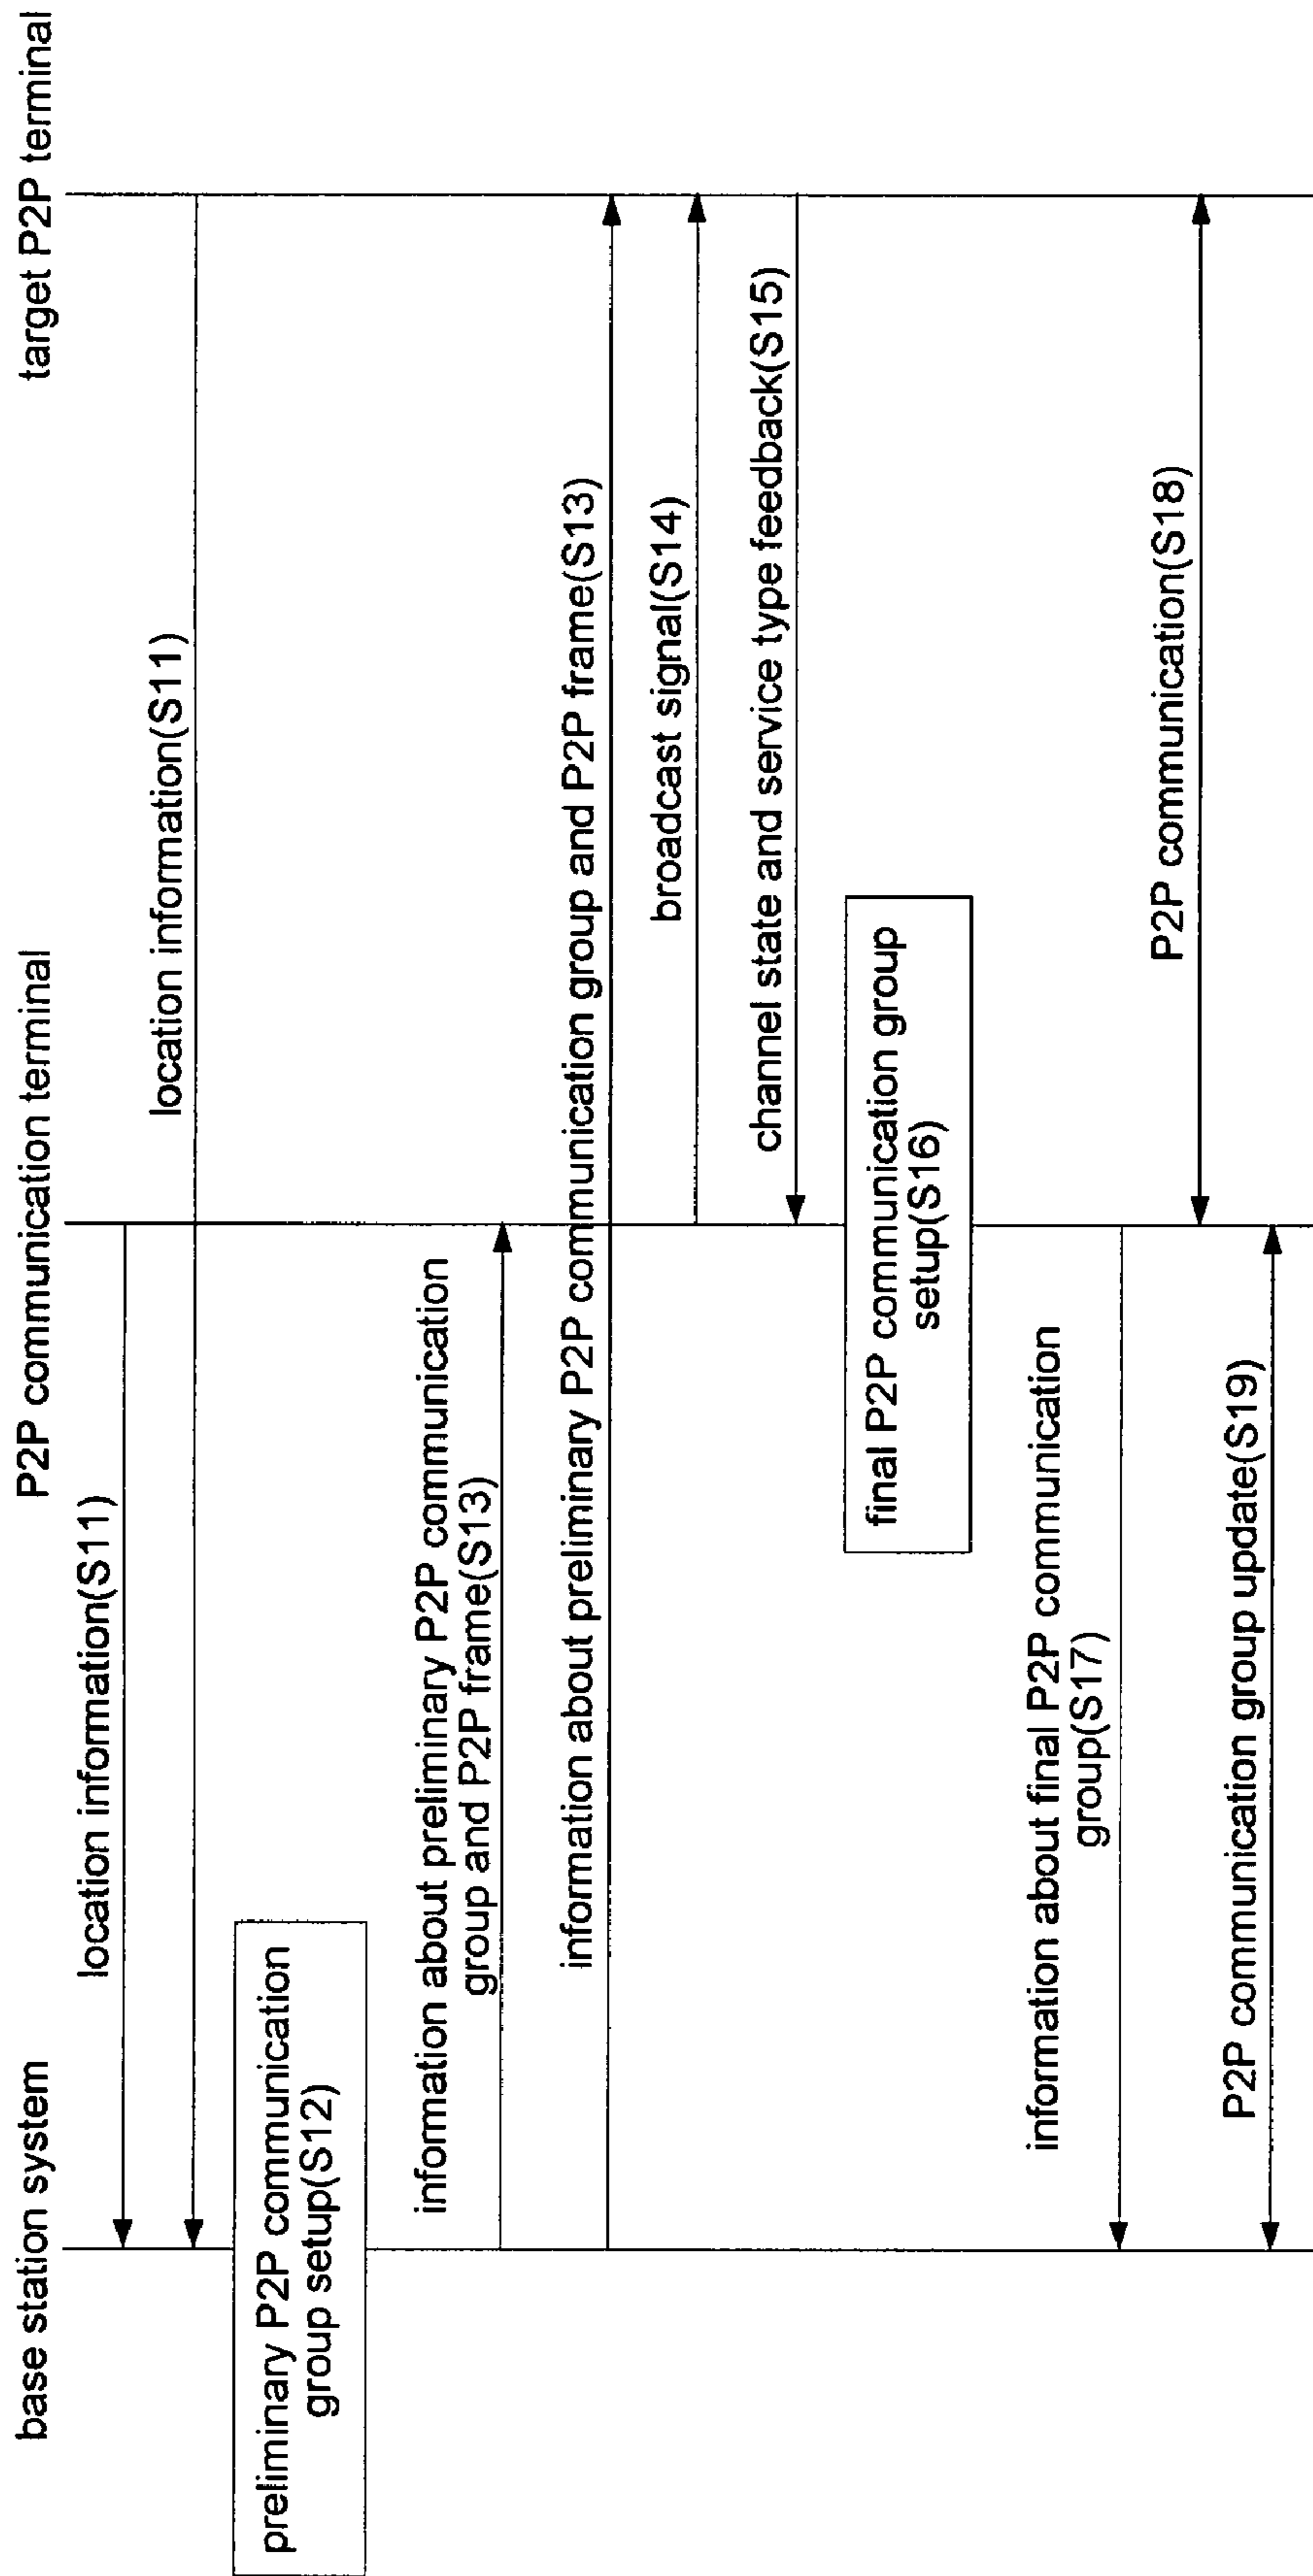 base station system
P2P communication terminal
target P2P terminal
location information(S11)
location information(S11)
preliminary P2P communication
group setup(S12)
information about preliminary P2P communication
group and P2P frame(S13)
information about preliminary P2P communication group and P2P frame(S13)
broadcast signal(S14)
channel state and service type feedback(S15)
final P2P communication group
setup(S16)
information about final P2P communication
group(S17)
P2P communication(S18)
P2P communication group update(S19)